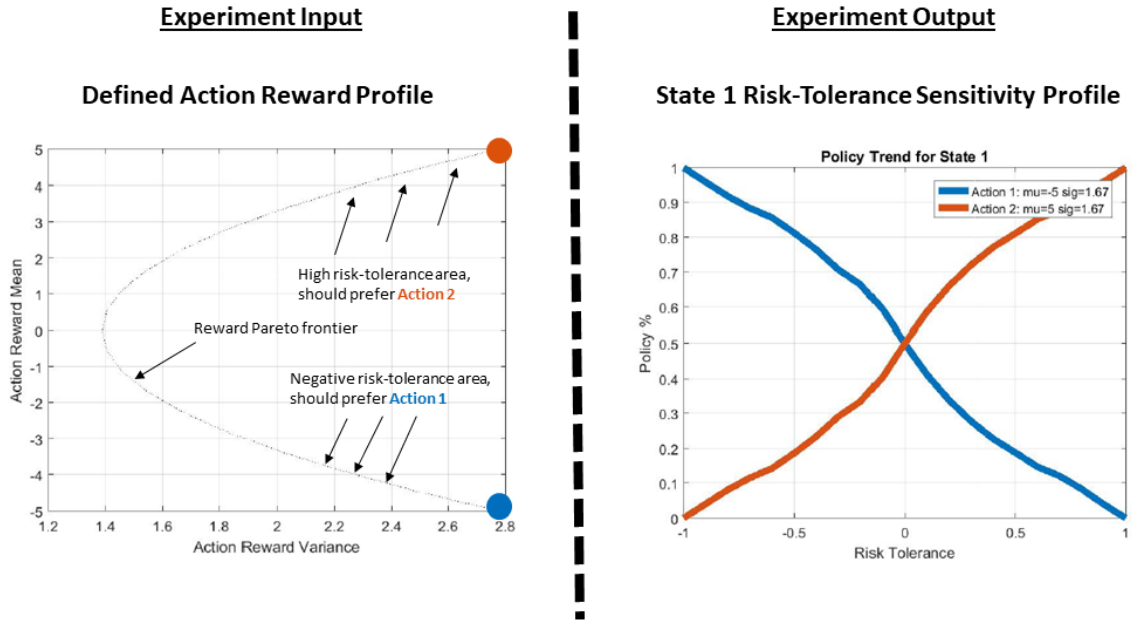 Experiment Input
Experiment Output
Defined Action Reward Profile
5
4
3
2
1
0
-1
-2
-3
-4
-5
Action Reward Mean
High risk-tolerance area,
should prefer Action 2
Reward Pareto frontier
Negative risk-tolerance area,
should prefer Action 1
1.2 1.4 1.6 1.8 2 2.2 2.4 2.6 2.8
Action Reward Variance
State 1 Risk-Tolerance Sensitivity Profile
Policy Trend for State 1
1
0.9
0.8
0.7
0.6
0.5
0.4
0.3
0.2
0.1
0
Policy %
Action 1: mu=-5 sig=1.67
Action 2: mu=5 sig=1.67
-1 -0.5 0 0.5 1
Risk Tolerance